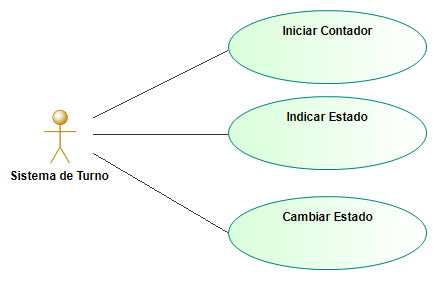 Iniciar Contador
Indicar Estado
Sistema de Turno
Cambiar Estado